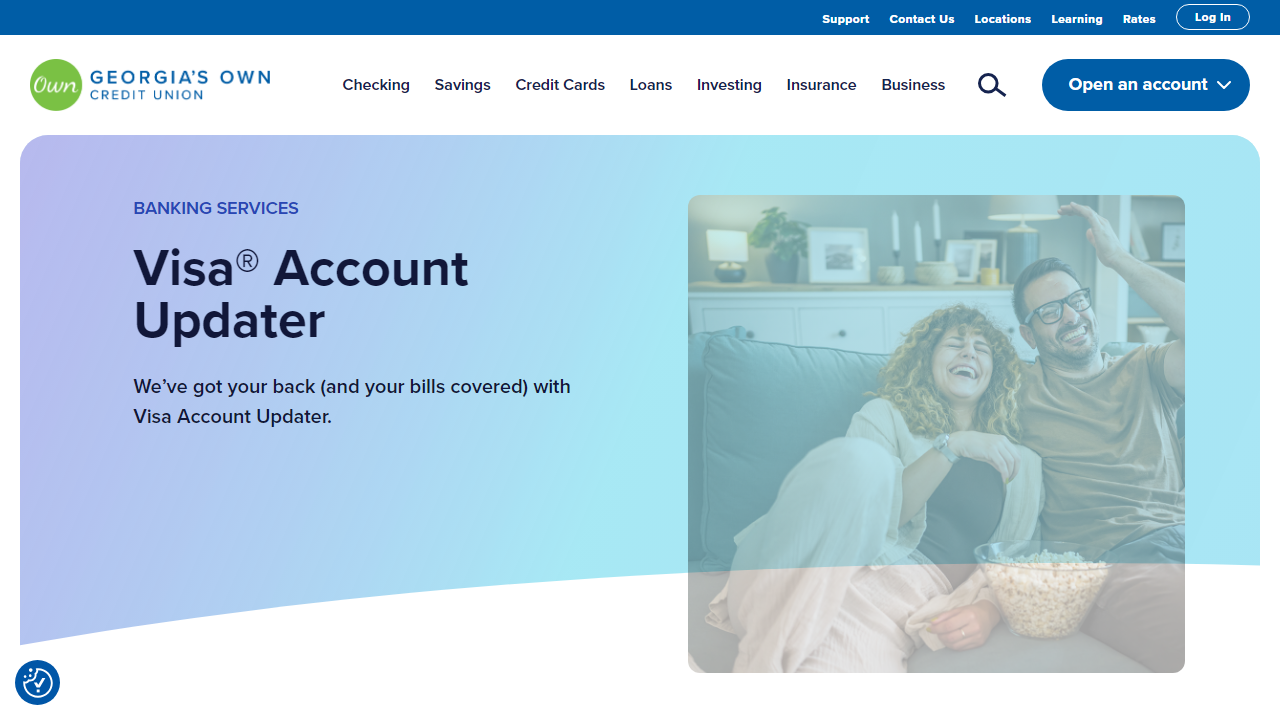 Support Contact Us Locations Learning Rates Log In
Own GEORGIA'S OWN
CREDIT UNION
Checking Savings Credit Cards Loans Investing Insurance Business Open an account
BANKING SERVICES
Visa® Account
Updater
We’ve got your back (and your bills covered) with
Visa Account Updater.